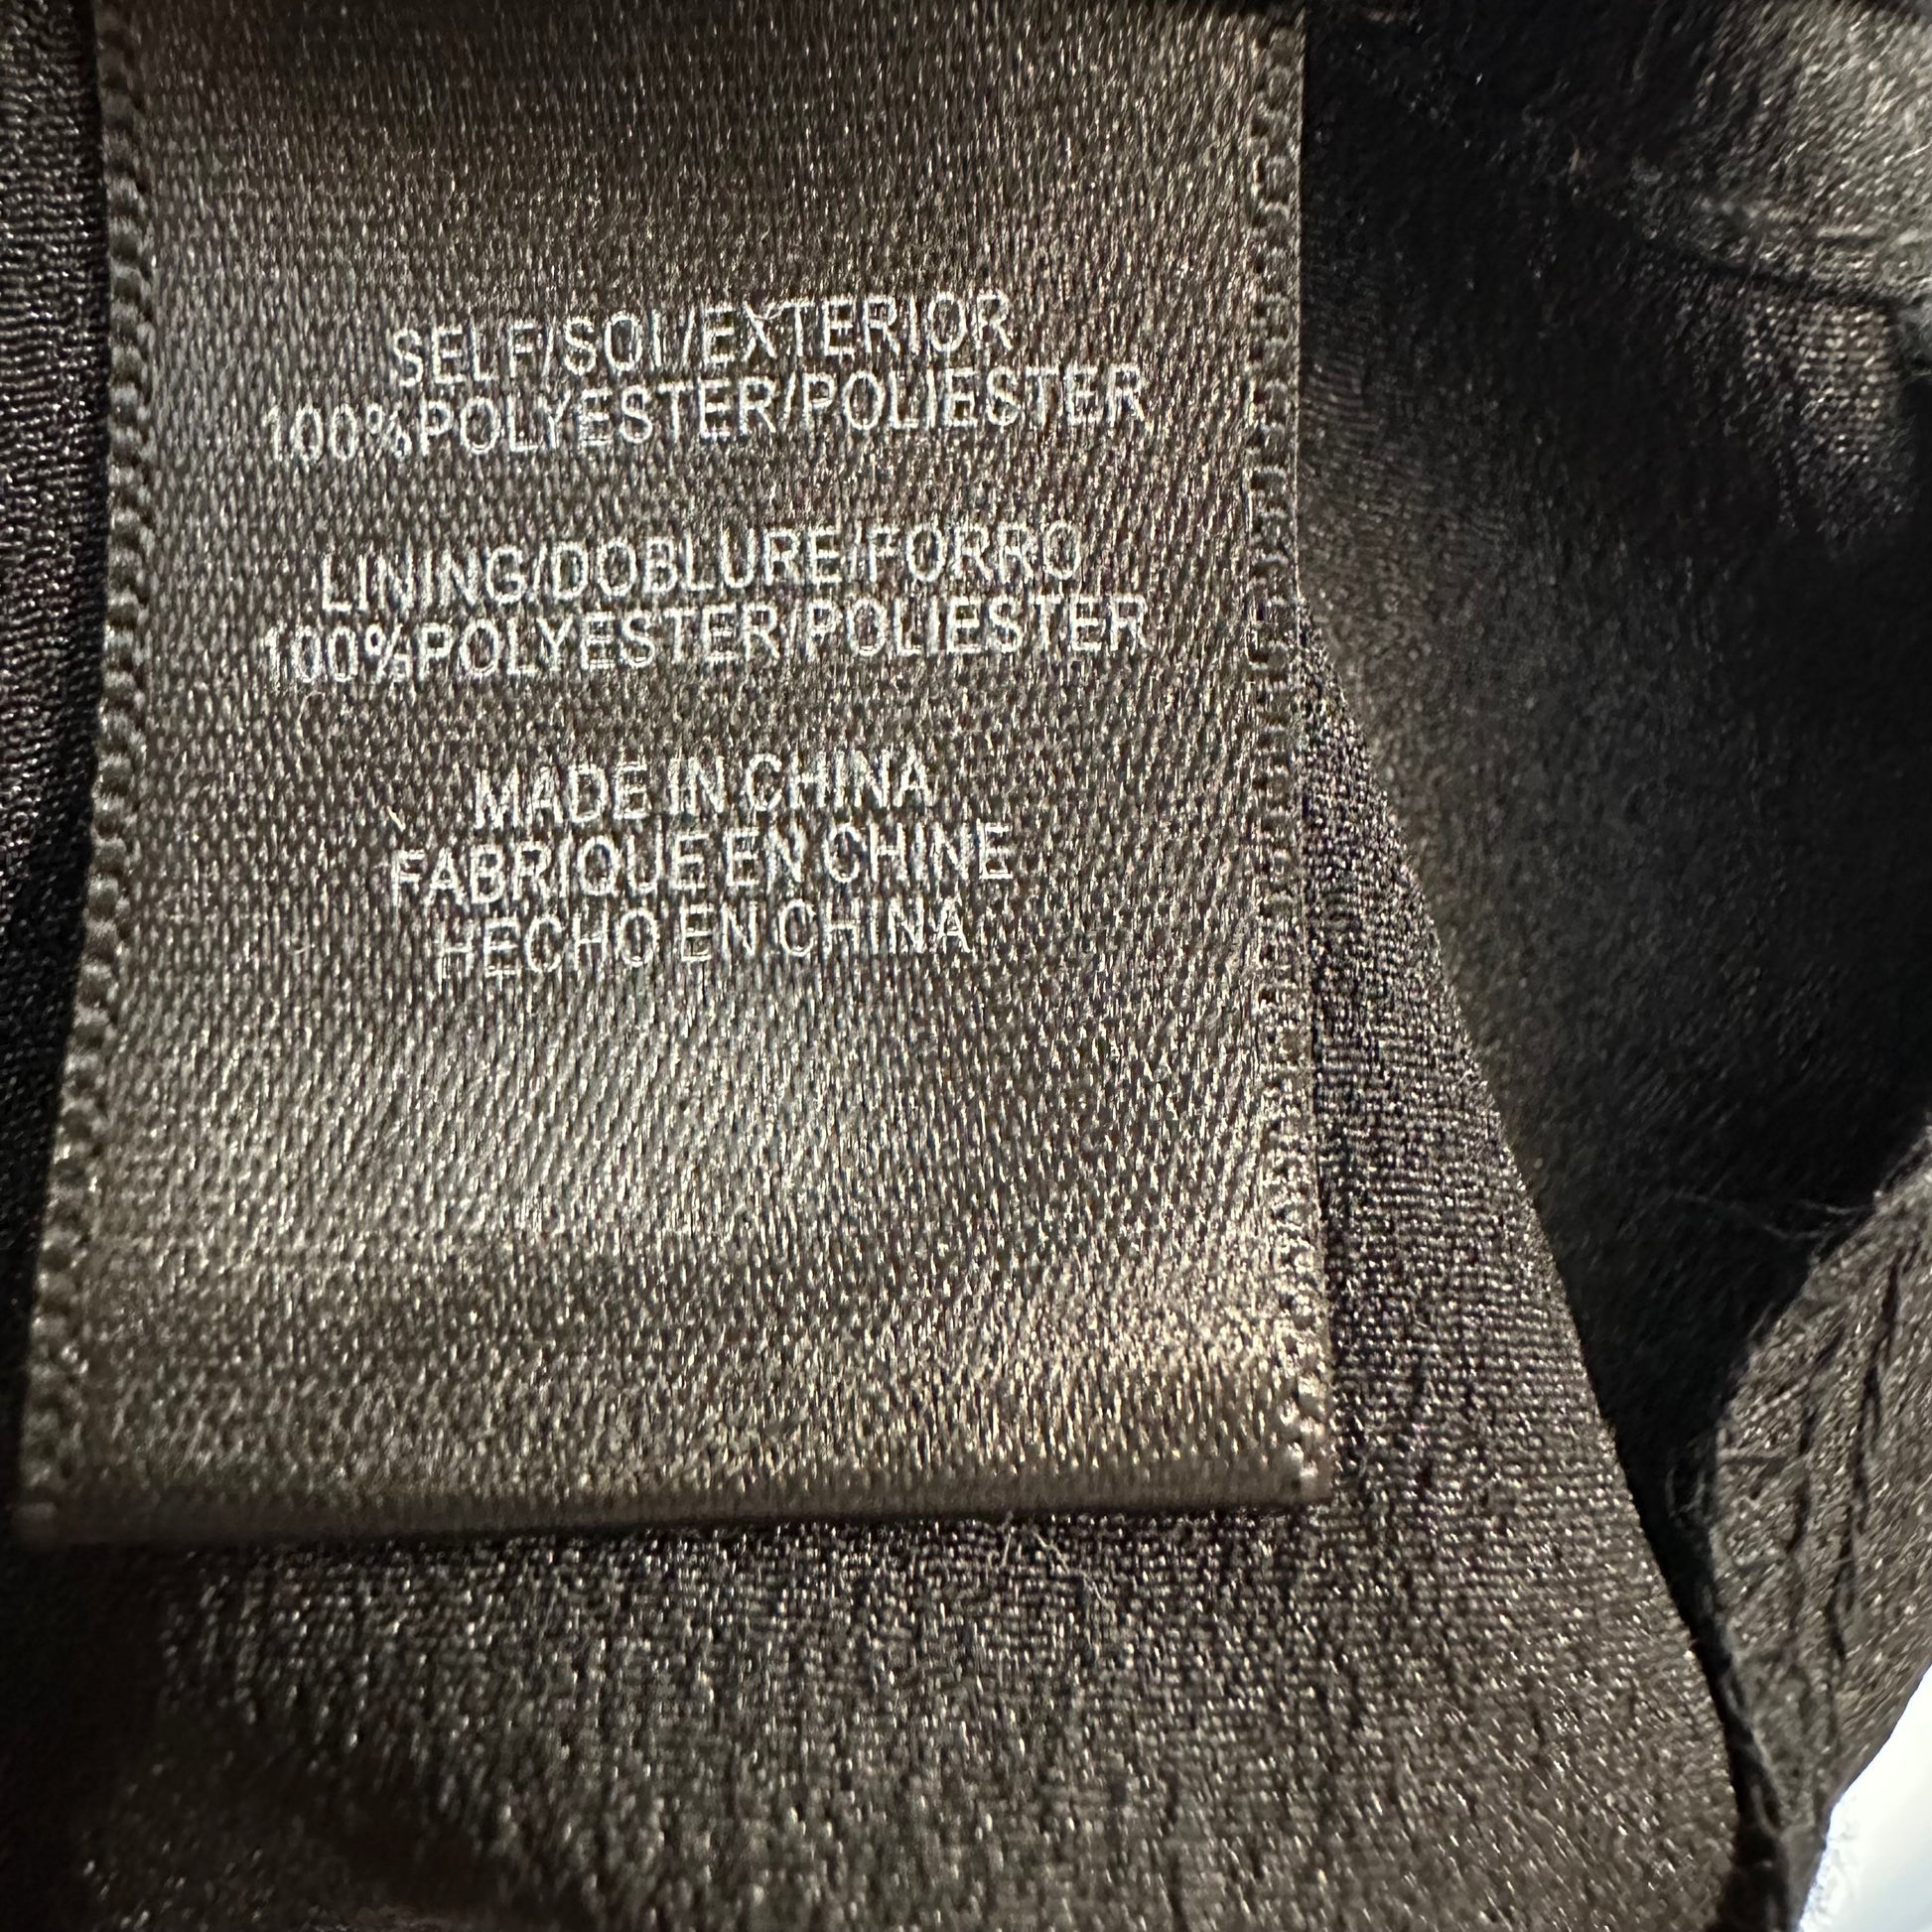 SELF/SOI/EXTERIOR
100%POLYESTER/POLIESTER
LINING/DOBLURE/FORRO
100%POLYESTER/POLIESTER
MADE IN CHINA
FABRIQUE EN CHINE
HECHO EN CHINA